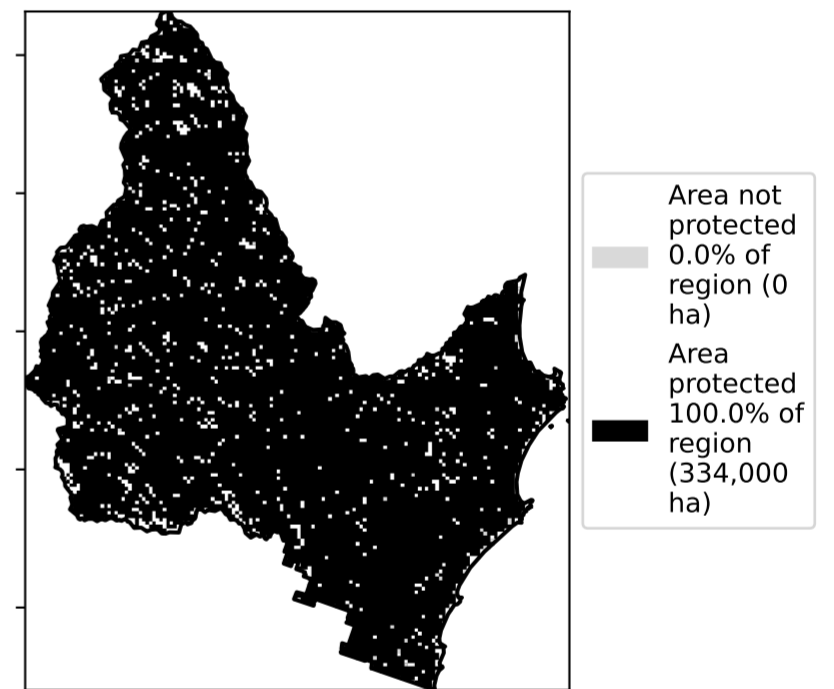 Area not
protected
0.0% of
region (0
ha)
Area
protected
100.0% of
region
(334,000
ha)